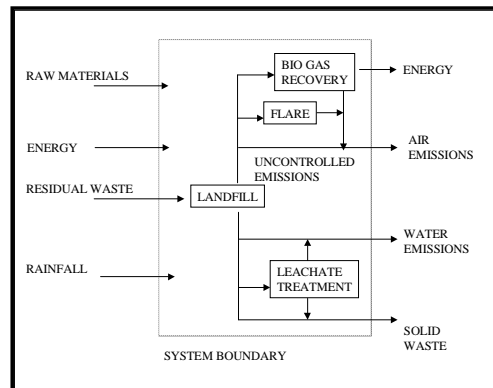 RAW MATERIALS
ENERGY
RESIDUAL WASTE
RAINFALL
BIO GAS
RECOVERY
FLARE
UNCONTROLLED
EMISSIONS
LANDFILL
LEACHATE
TREATMENT
SYSTEM BOUNDARY
ENERGY
AIR
EMISSIONS
WATER
EMISSIONS
SOLID
WASTE